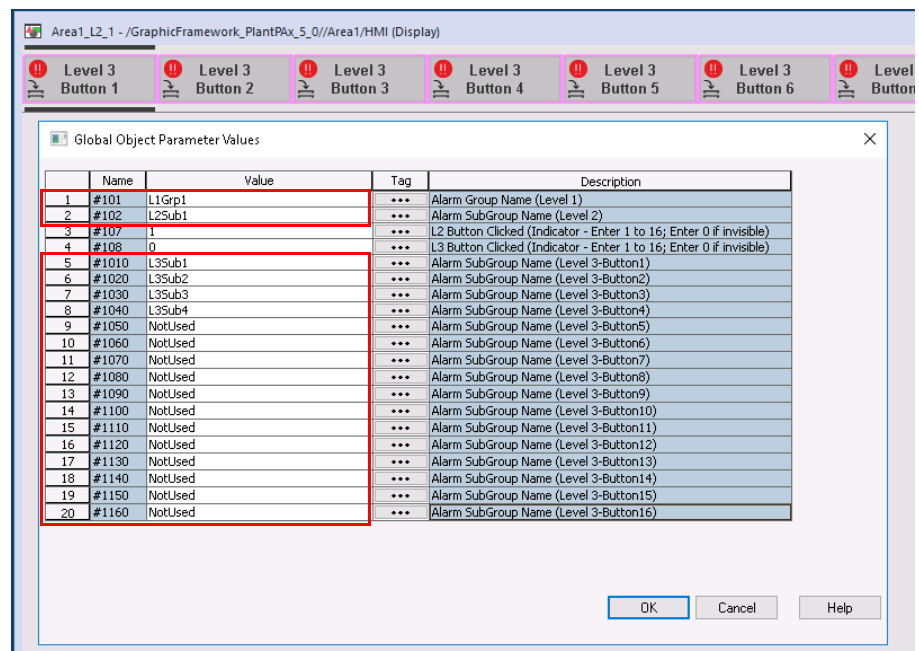 Area1_L2_1 - /GraphicFramework_PlantPAx_5_0//Area1/HMI (Display)
Level 3 Level 3 Level 3 Level 3 Level 3 Level 3 Level
Button 1 Button 2 Button 3 Button 4 Button 5 Button 6 Button
Global Object Parameter Values
Name Value Tag Description
1 #101 L1Grp1 ••• Alarm Group Name (Level 1)
2 #102 L2Sub1 ••• Alarm SubGroup Name (Level 2)
3 #107 1 ••• L2 Button Clicked (Indicator - Enter 1 to 16; Enter 0 if invisible)
4 #108 0 ••• L3 Button Clicked (Indicator - Enter 1 to 16; Enter 0 if invisible)
5 #1010 L3Sub1 ••• Alarm SubGroup Name (Level 3-Button1)
6 #1020 L3Sub2 ••• Alarm SubGroup Name (Level 3-Button2)
7 #1030 L3Sub3 ••• Alarm SubGroup Name (Level 3-Button3)
8 #1040 L3Sub4 ••• Alarm SubGroup Name (Level 3-Button4)
9 #1050 NotUsed ••• Alarm SubGroup Name (Level 3-Button5)
10 #1060 NotUsed ••• Alarm SubGroup Name (Level 3-Button6)
11 #1070 NotUsed ••• Alarm SubGroup Name (Level 3-Button7)
12 #1080 NotUsed ••• Alarm SubGroup Name (Level 3-Button8)
13 #1090 NotUsed ••• Alarm SubGroup Name (Level 3-Button9)
14 #1100 NotUsed ••• Alarm SubGroup Name (Level 3-Button10)
15 #1110 NotUsed ••• Alarm SubGroup Name (Level 3-Button11)
16 #1120 NotUsed ••• Alarm SubGroup Name (Level 3-Button12)
17 #1130 NotUsed ••• Alarm SubGroup Name (Level 3-Button13)
18 #1140 NotUsed ••• Alarm SubGroup Name (Level 3-Button14)
19 #1150 NotUsed ••• Alarm SubGroup Name (Level 3-Button15)
20 #1160 NotUsed ••• Alarm SubGroup Name (Level 3-Button16)
OK Cancel Help